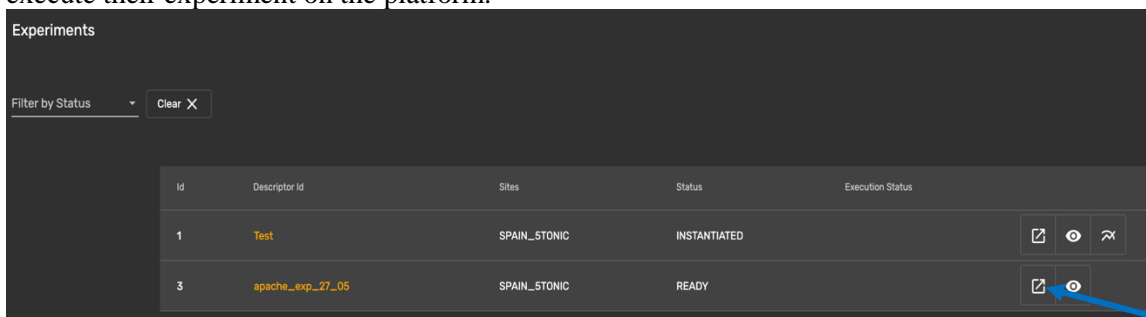 execute their experiment on the platform.
Experiments
Filter by Status Clear X
Id Descriptor Id Sites Status Execution Status
1 Test SPAIN_5TONIC INSTANTIATED
3 apache_exp_27_05 SPAIN_5TONIC READY